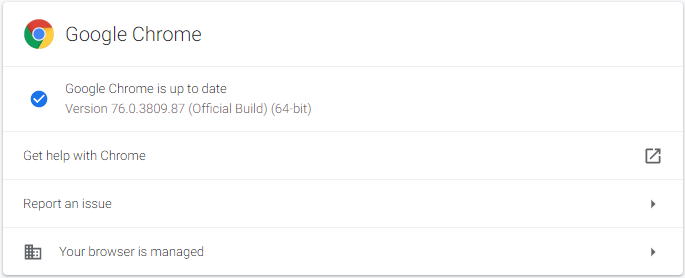 Google Chrome
Google Chrome is up to date
Version 76.0.3809.87 (Official Build) (64-bit)
Get help with Chrome
Report an issue
Your browser is managed